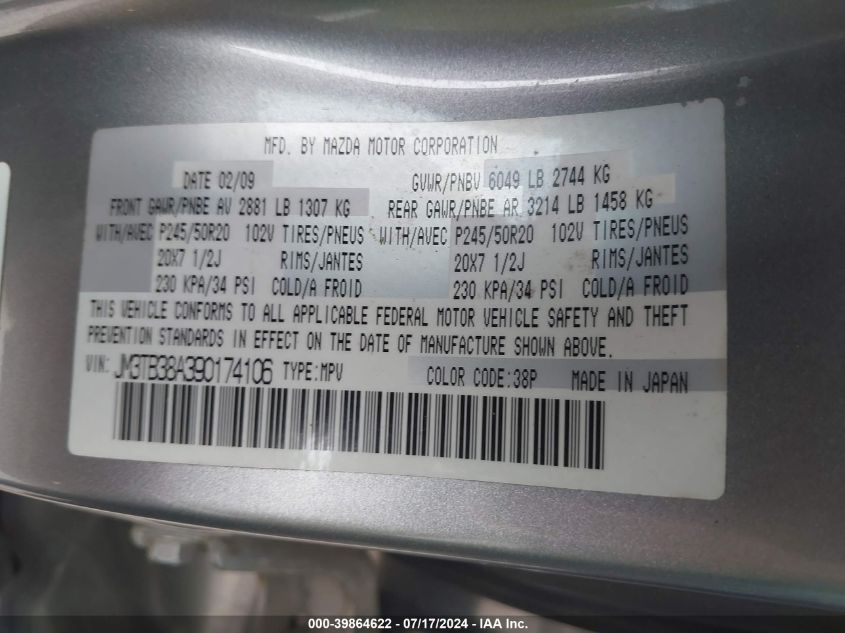 MFD. BY MAZDA MOTOR CORPORATION
DATE 02/09 GVWR/PNBV 6049 LB 2744 KG
FRONT GAWR/PNBE AV 2881 LB 1307 KG REAR GAWR/PNBE AR 3214 LB 1458 KG
WITH/AVEC P245/50R20 102V TIRES/PNEUS WITH/AVEC P245/50R20 102V TIRES/PNEUS
20X7 1/2J RIMS/JANTES 20X7 1/2J RIMS/JANTES
230 KPA/34 PSI COLD/A FROID 230 KPA/34 PSI COLD/A FROID
THIS VEHICLE CONFORMS TO ALL APPLICABLE FEDERAL MOTOR VEHICLE SAFETY AND THEFT
PREVENTION STANDARDS IN EFFECT ON THE DATE OF MANUFACTURE SHOWN ABOVE.
VIN: JM3TB38A390174106 TYPE:MPV COLOR CODE:38P MADE IN JAPAN
000-39864622 - 07/17/2024 - IAA Inc.